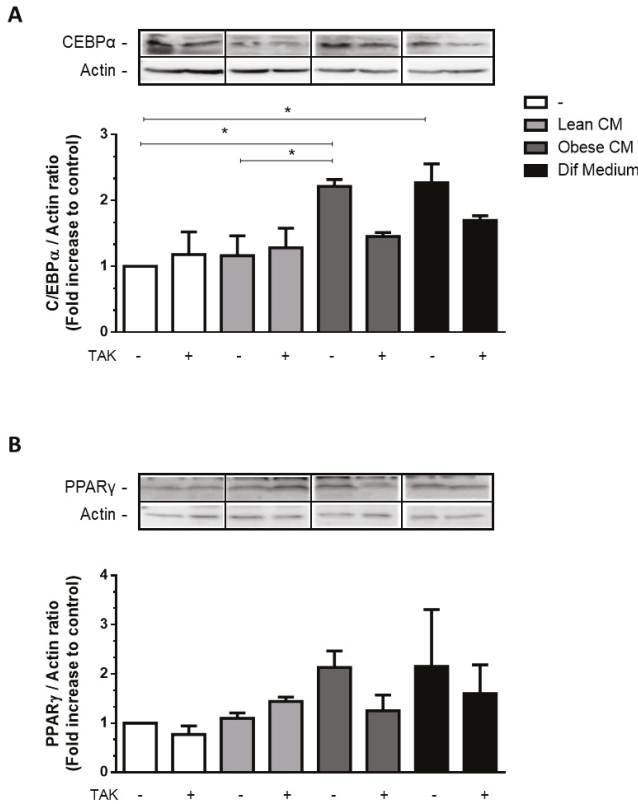 A
CEBPα -
Actin -
-
Lean CM
Obese CM
Dif Medium
*
*
*
C/EBPα / Actin ratio
(Fold increase to control)
3
2
1
0
TAK - + - + - + - +
B
PPARγ -
Actin -
PPARγ / Actin ratio
(Fold increase to control)
4
3
2
1
0
TAK - + - + - + - +